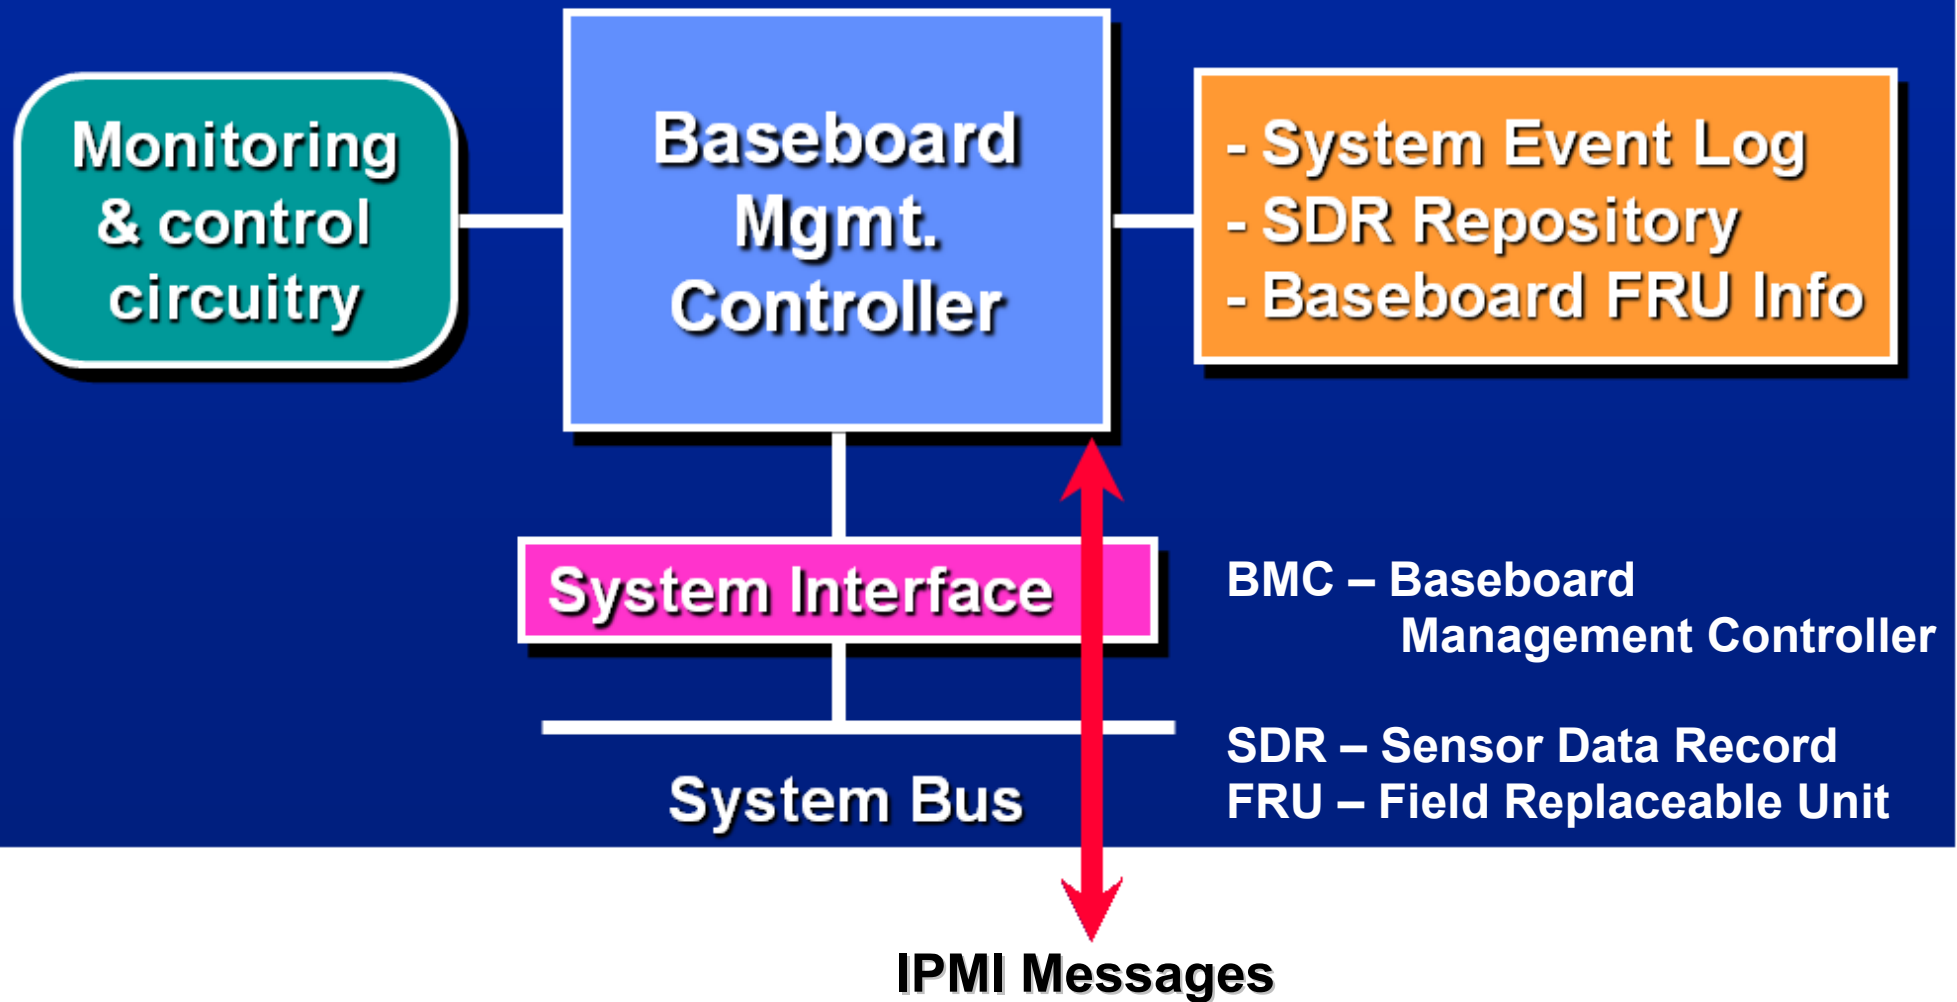 Monitoring
& control
circuitry
Baseboard
Mgmt.
Controller
- System Event Log
- SDR Repository
- Baseboard FRU Info
System Interface
BMC – Baseboard
Management Controller
System Bus
SDR – Sensor Data Record
FRU – Field Replaceable Unit
IPMI Messages